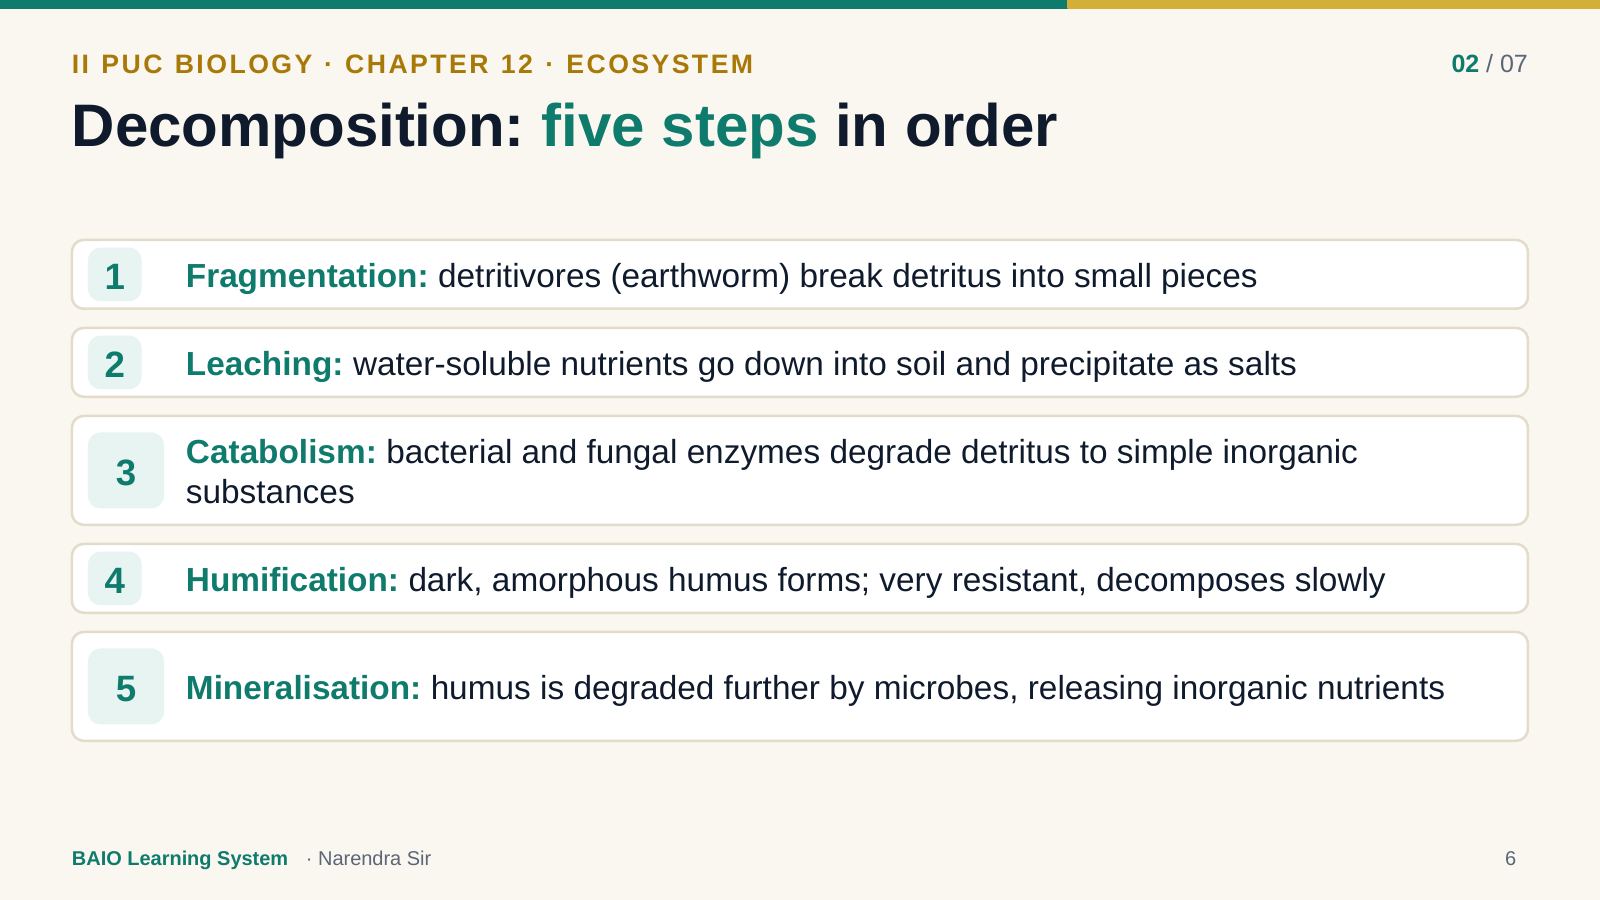 II PUC BIOLOGY · CHAPTER 12 · ECOSYSTEM
02 / 07
Decomposition: five steps in order
1 Fragmentation: detritivores (earthworm) break detritus into small pieces
2 Leaching: water-soluble nutrients go down into soil and precipitate as salts
3 Catabolism: bacterial and fungal enzymes degrade detritus to simple inorganic
substances
4 Humification: dark, amorphous humus forms; very resistant, decomposes slowly
5 Mineralisation: humus is degraded further by microbes, releasing inorganic nutrients
BAIO Learning System · Narendra Sir
6